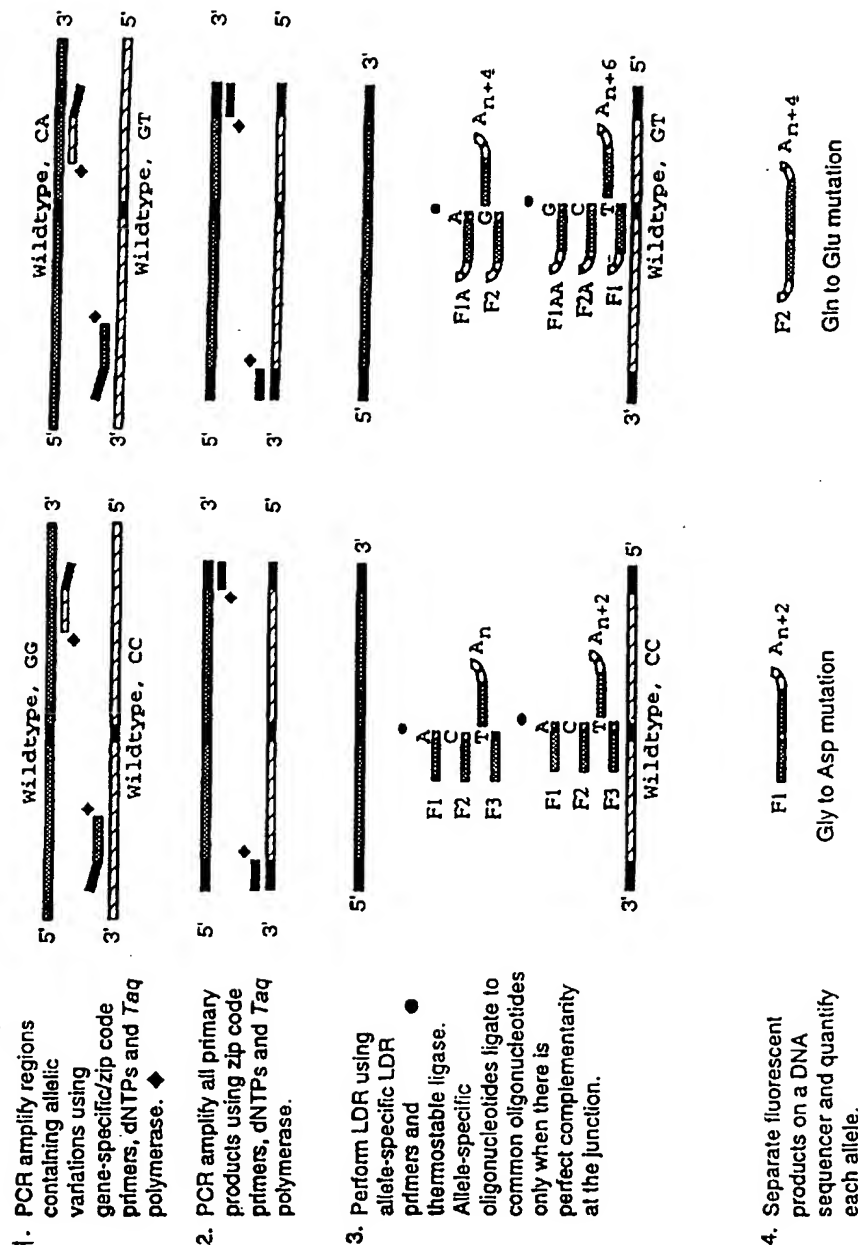 1. PCR amplify regions
containing allelic
variations using
gene-specific/zip code
primers, dNTPs and Taq
polymerase. ◆
Wildtype, GG
5' 3'
3' 5'
Wildtype, CC
Wildtype, CA
5' 3'
3' 5'
Wildtype, GT
2. PCR amplify all primary
products using zip code
primers, dNTPs and Taq
polymerase.
5' 3'
3' 5'
5' 3'
3' 5'
3. Perform LDR using
allele-specific LDR
primers and ●
thermostable ligase.
Allele-specific
oligonucleotides ligate to
common oligonucleotides
only when there is
perfect complementarity
at the junction.
5' 3'
F1 A
F2 C
F3 T An
F1 A
F2 C
F3 T An+2
3' 5'
Wildtype, CC
5' 3'
F1A A
F2 G An+4
F1AA G
F2A C
F1 T An+6
3' 5'
Wildtype, GT
4. Separate fluorescent
products on a DNA
sequencer and quantify
each allele.
F1 An+2
Gly to Asp mutation
F2 An+4
Gln to Glu mutation